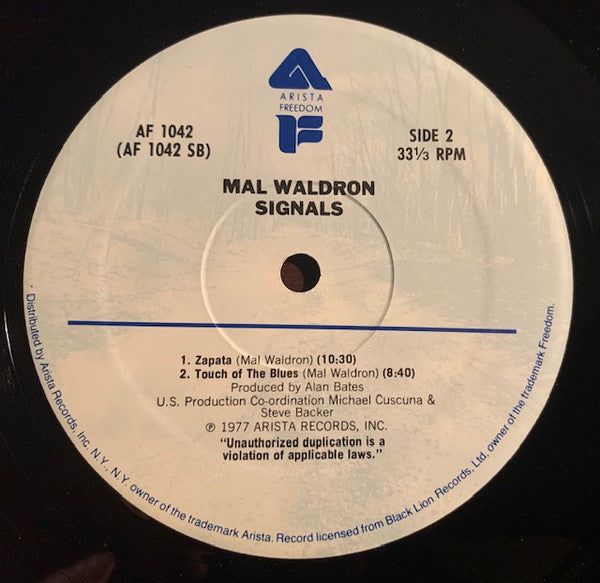 ARISTA
FREEDOM
AF 1042
(AF 1042 SB)
SIDE 2
33⅓ RPM
MAL WALDRON
SIGNALS
1. Zapata (Mal Waldron) (10:30)
2. Touch of The Blues (Mal Waldron) (8:40)
Produced by Alan Bates
U.S. Production Co-ordination Michael Cuscuna &
Steve Backer
℗ 1977 ARISTA RECORDS, INC.
"Unauthorized duplication is a
violation of applicable laws."
Distributed by Arista Records, Inc. N.Y., N.Y. owner of the trademark Arista. Record licensed from Black Lion Records, Ltd. owner of the trademark Freedom.